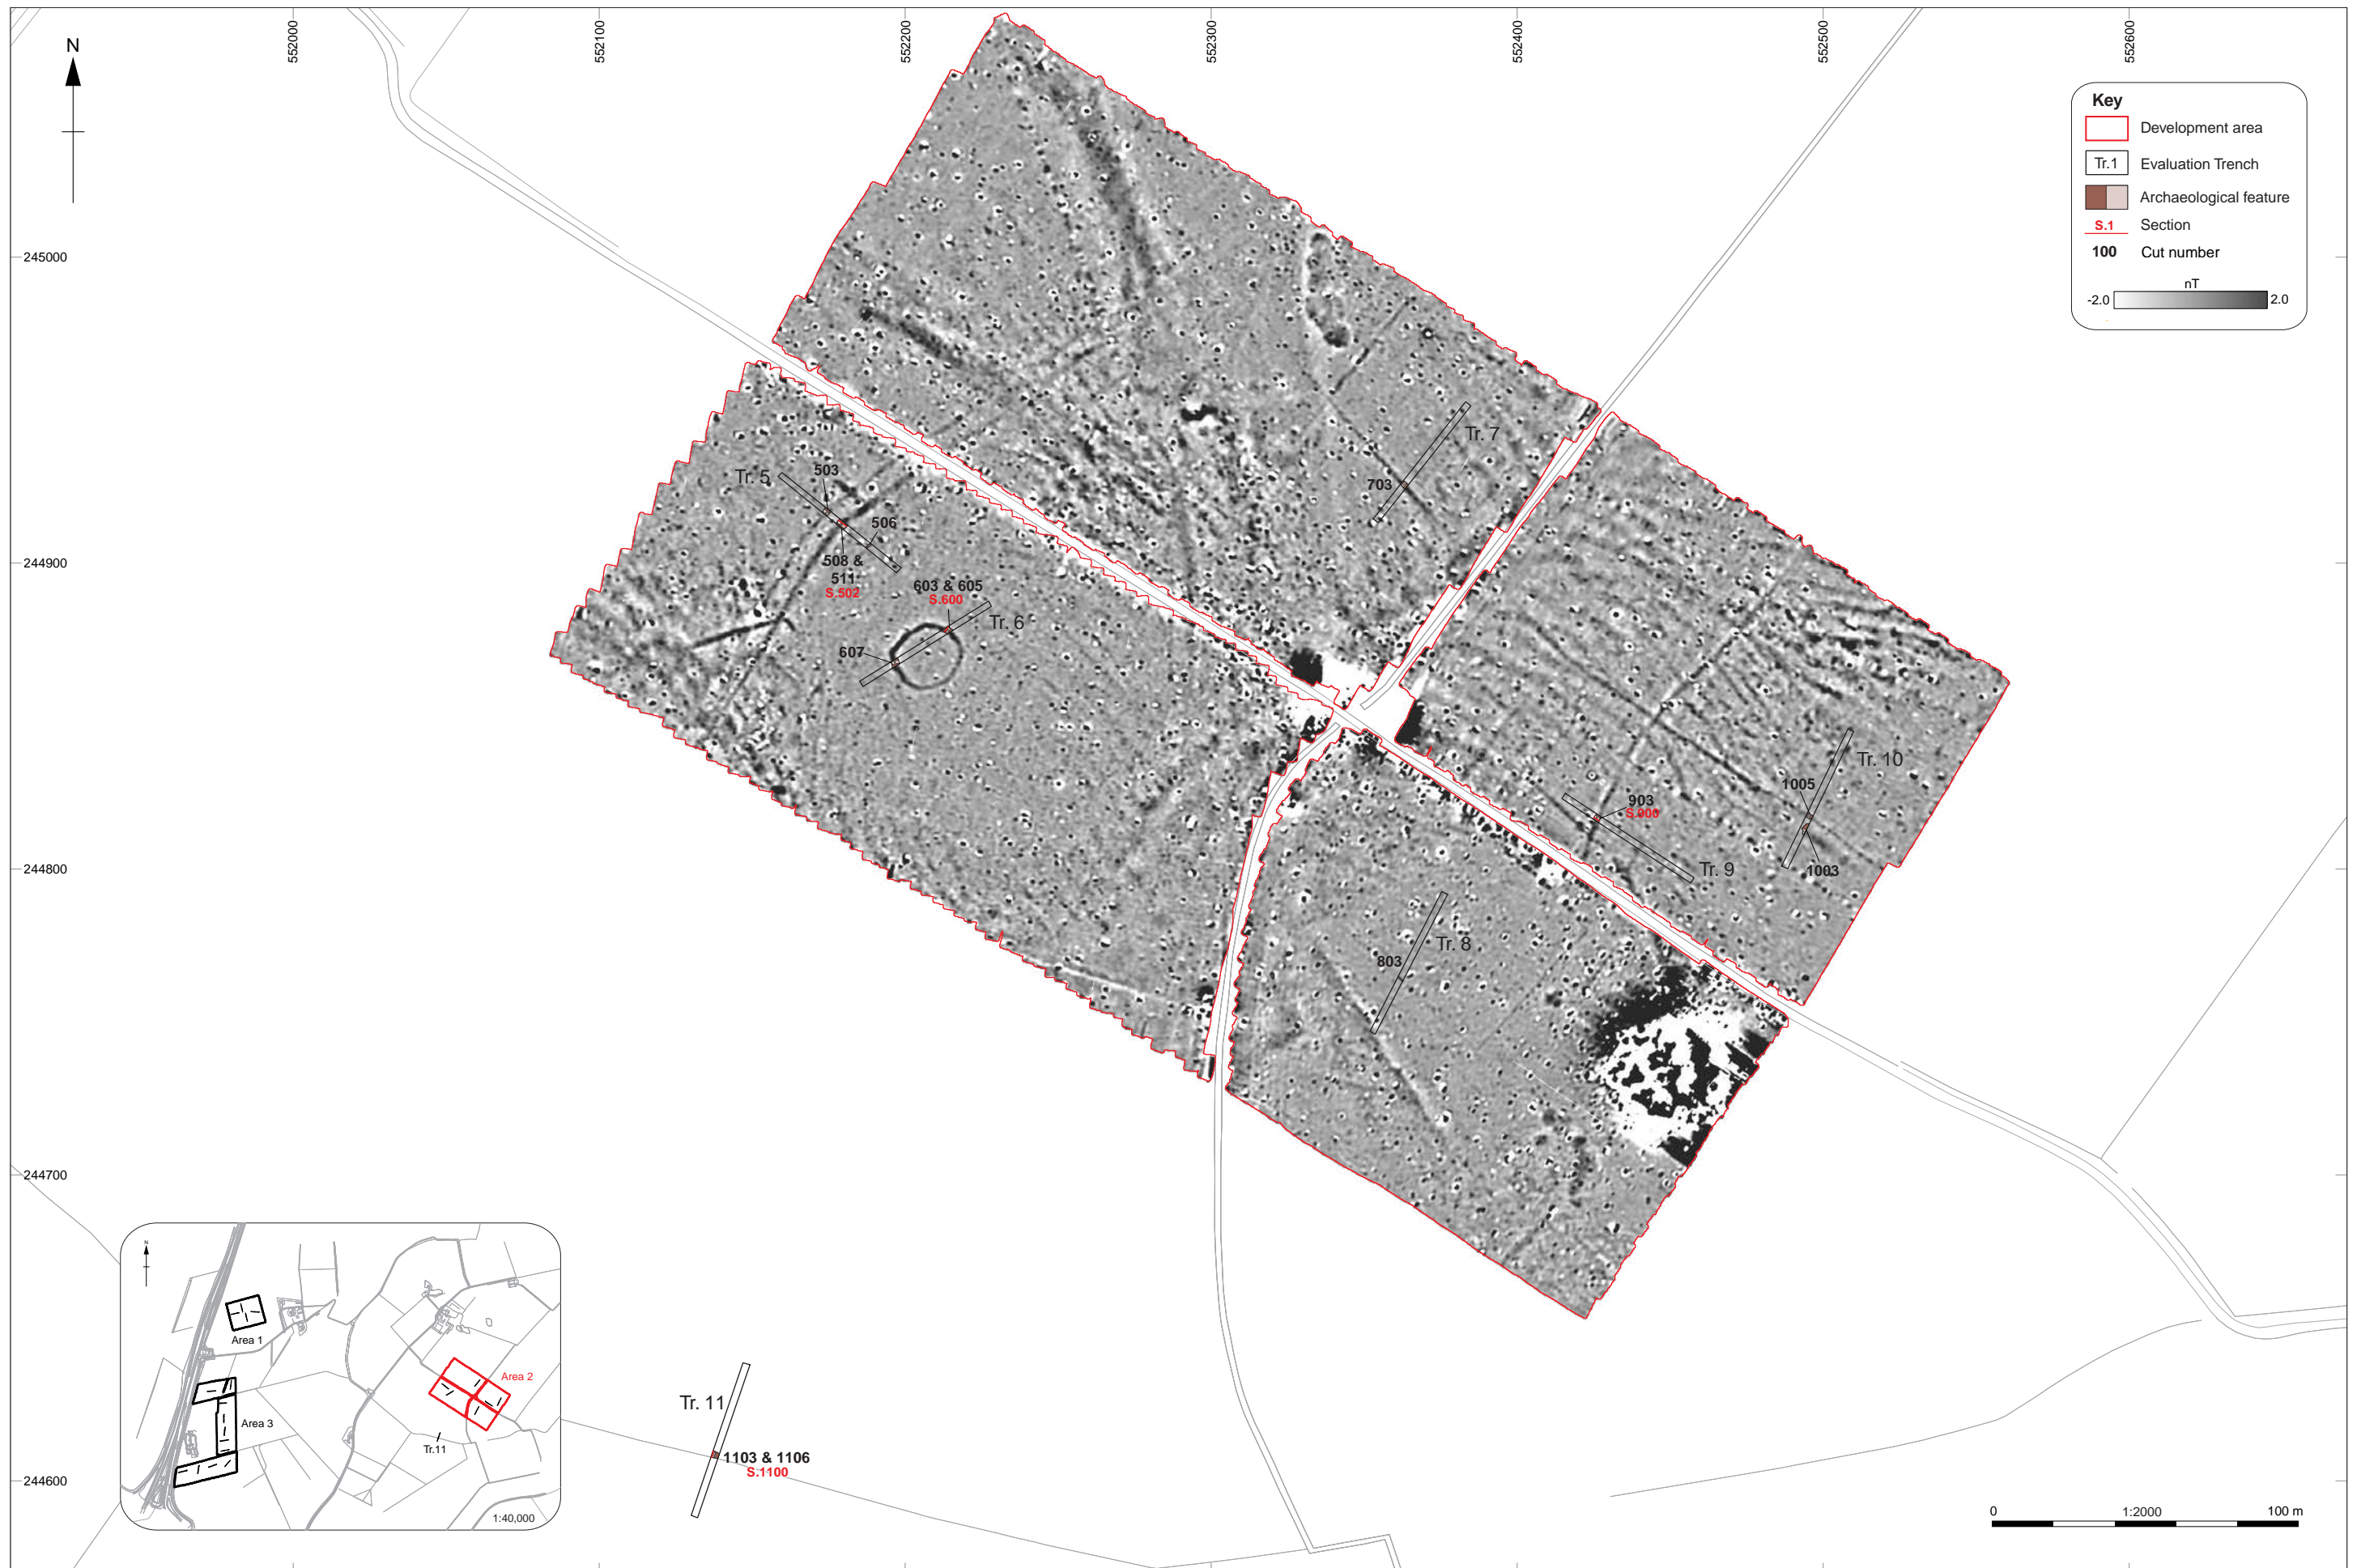 552000
552100
552200
552300
552400
552500
552600
N
245000
244900
244800
244700
244600
Key
Development area
Tr.1 Evaluation Trench
Archaeological feature
S.1 Section
100 Cut number
nT
-2.0 2.0
Tr. 7
703
Tr. 5
503
506
508 &
511
S.502
603 & 605
S.600
Tr. 6
607
Tr. 10
1005
1003
903
S.900
Tr. 9
Tr. 8
803
Tr. 11
1103 & 1106
S.1100
N
Area 1
Area 2
Area 3
Tr.11
1:40,000
0 1:2000 100 m